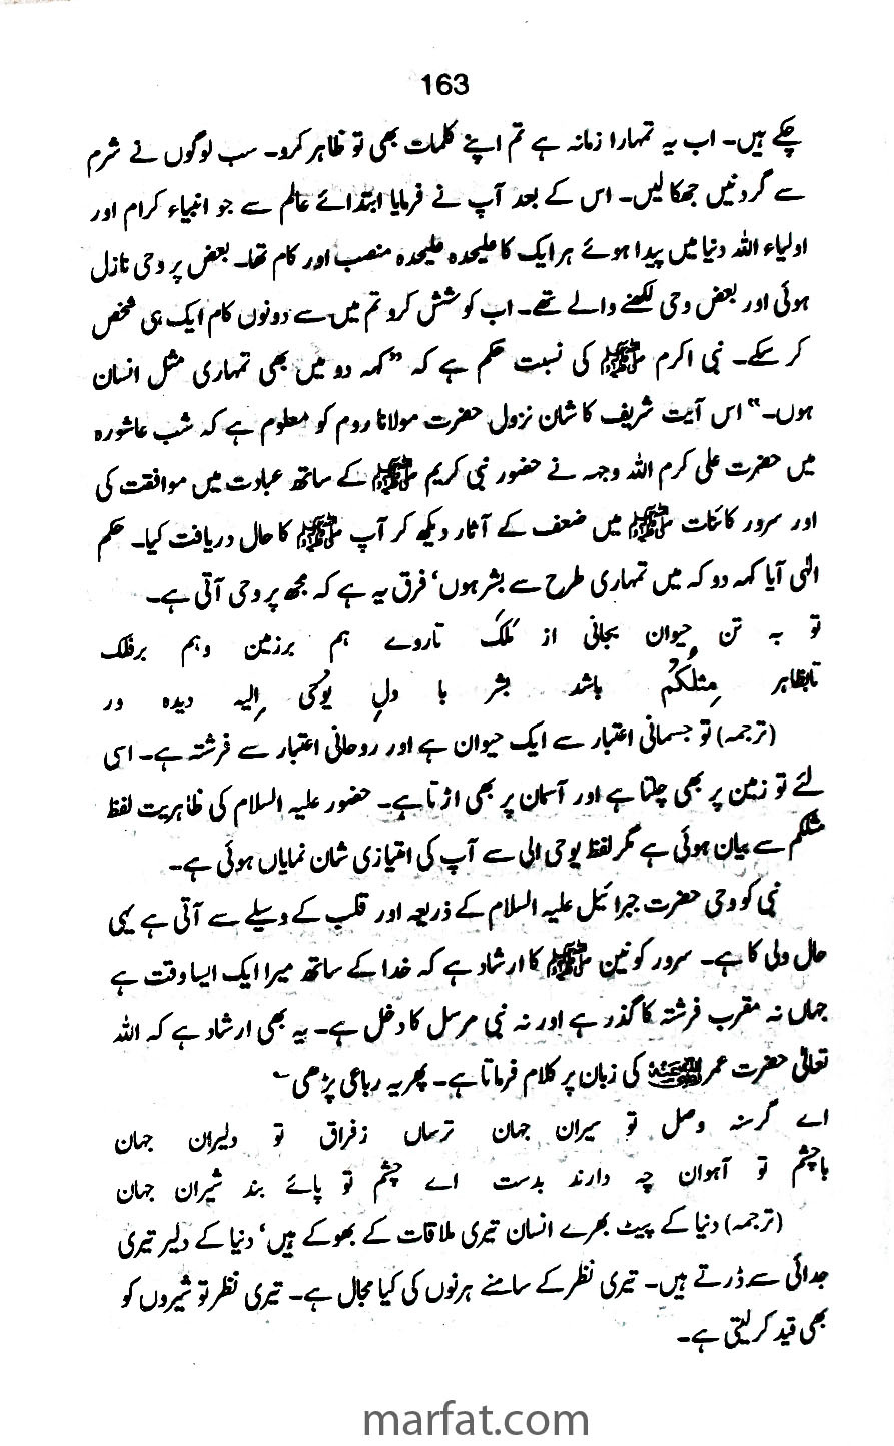 163
چکے ہیں۔ اب یہ تمہارا زمانہ ہے تم اپنے کلمات بھی تو ظاہر کرو۔ سب لوگوں نے شرم
سے گردنیں جھکا لیں۔ اس کے بعد آپ نے فرمایا ابتدائے عالم سے جو انبیاء کرام اور
اولیاء اللہ دنیا میں پیدا ہوئے ہر ایک کا علیحدہ علیحدہ منصب اور کام تھا۔ بعض پر وحی نازل
ہوئی اور بعض وحی لکھنے والے تھے۔ اب کوشش کرو تم میں سے دونوں کام ایک ہی شخص
کر سکے۔ نبی اکرم ﷺ کی نسبت حکم ہے کہ "کہہ دو میں بھی تمہاری مثل انسان
ہوں۔" اس آیت شریف کا شان نزول حضرت مولانا روم کو معلوم ہے کہ شب عاشورہ
میں حضرت علی کرم اللہ وجہہ نے حضور نبی کریم ﷺ کے ساتھ عبادت میں موافقت کی
اور سرور کائنات ﷺ میں ضعف کے آثار دیکھ کر آپ ﷺ کا حال دریافت کیا۔ حکم
الٰہی آیا کہہ دو کہ میں تمہاری طرح سے بشر ہوں' فرق یہ ہے کہ مجھ پر وحی آتی ہے۔
تو بہ تن حیوان بجانی از مَلَک تاروے ہم برزمین وہم برفلک
تابظاہر مِثلُکُم باشد بشر با دلِ یُوحٰی اِلیہ دیدہ ور
(ترجمہ) تو جسمانی اعتبار سے ایک حیوان ہے اور روحانی اعتبار سے فرشتہ ہے۔ اسی
لئے تو زمین پر بھی چلتا ہے اور آسمان پر بھی اڑتا ہے۔ حضور علیہ السلام کی ظاہریت لفظ
مثلکم سے بیان ہوئی ہے مگر لفظ یوحی الی سے آپ کی امتیازی شان نمایاں ہوئی ہے۔
نبی کو وحی حضرت جبرائیل علیہ السلام کے ذریعہ اور قلب کے وسیلے سے آتی ہے یہی
حال ولی کا ہے۔ سرور کونین ﷺ کا ارشاد ہے کہ خدا کے ساتھ میرا ایک ایسا وقت ہے
جہاں نہ مقرب فرشتہ کا گذر ہے اور نہ نبی مرسل کا دخل ہے۔ یہ بھی ارشاد ہے کہ اللہ
تعالیٰ حضرت عمر رضی اللہ عنہ کی زبان پر کلام فرماتا ہے۔ پھر یہ رباعی پڑھی
اے گرسنہ وصل تو سیران جہان ترساں زفراق تو دلیران جہان
باچشم تو آہوان چہ دارند بدست اے چشم تو پائے بند شیران جہان
(ترجمہ) دنیا کے پیٹ بھرے انسان تیری ملاقات کے بھوکے ہیں' دنیا کے دلیر تیری
جدائی سے ڈرتے ہیں۔ تیری نظر کے سامنے ہرنوں کی کیا مجال ہے۔ تیری نظر تو شیروں کو
بھی قید کر لیتی ہے۔
marfat.com